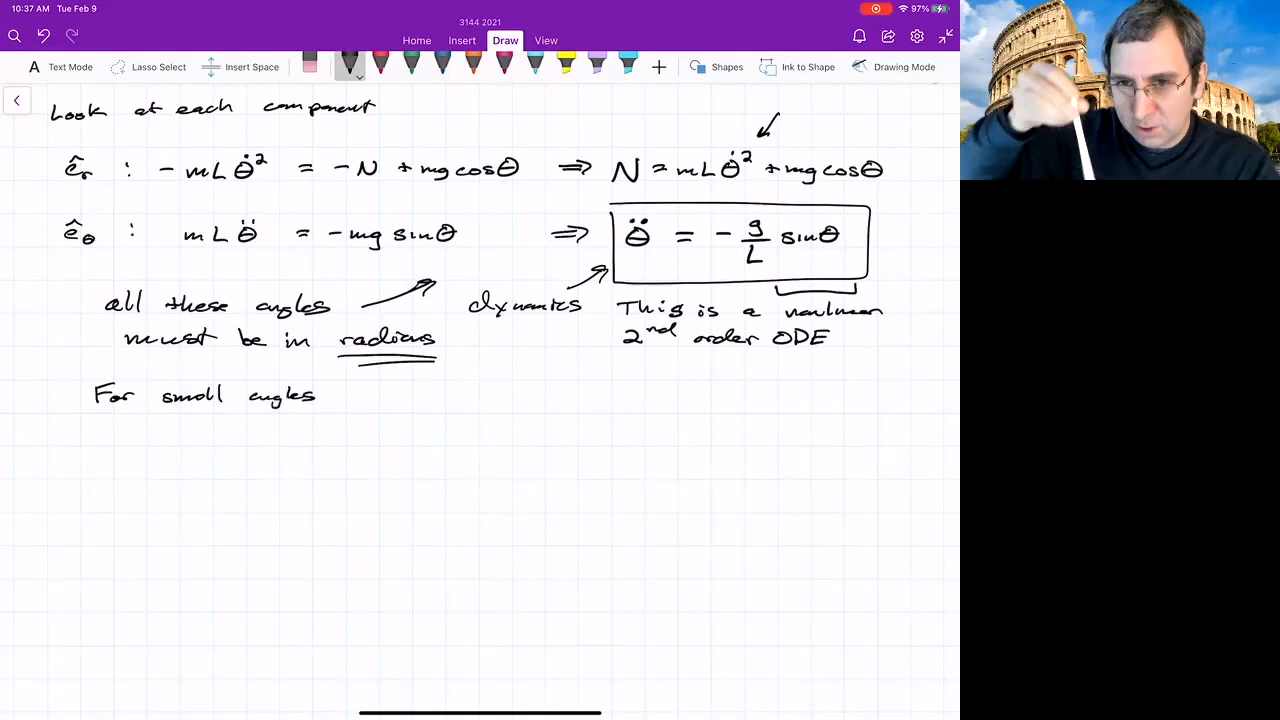 10:37 AM Tue Feb 9
97%
3144 2021
Home Insert Draw View
Text Mode Lasso Select Insert Space Shapes Ink to Shape Drawing Mode
Look at each component
êr : - mLθ̇² = - N + mg cosθ ⇒ N = mLθ̇² + mg cosθ
êθ : mLθ̈ = - mg sinθ ⇒ θ̈ = - g/L sinθ
all these angles dynamics This is a nonlinear
must be in radians 2nd order ODE
For small angles